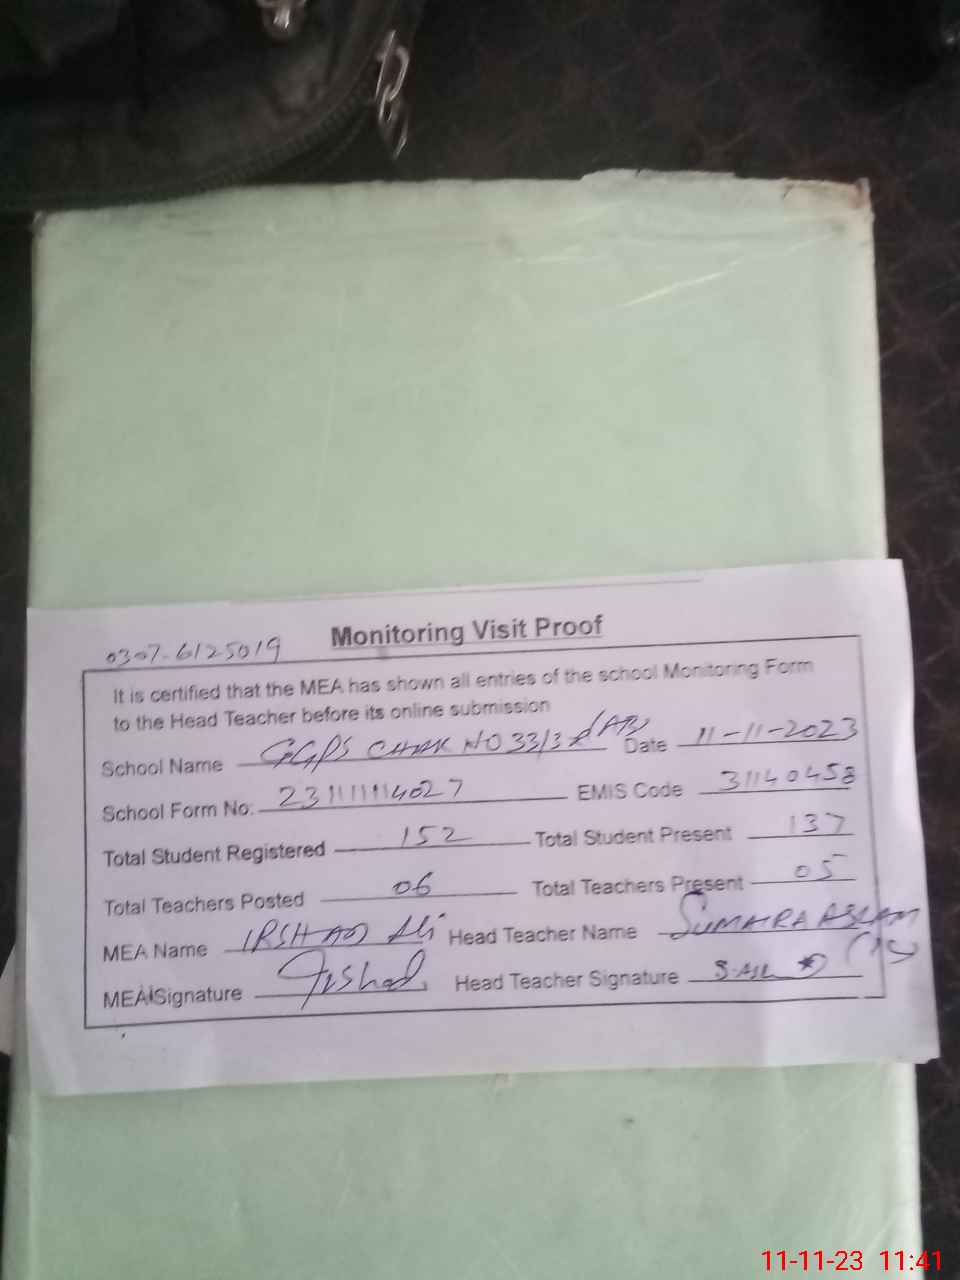 0307-6125019
Monitoring Visit Proof
It is certified that the MEA has shown all entries of the school Monitoring Form
to the Head Teacher before its online submission
School Name GGPS CHAK NO 33/3 Date 11-11-2023
School Form No: 231111114027 EMIS Code 31140458
Total Student Registered 152 Total Student Present 137
Total Teachers Posted 06 Total Teachers Present 05
MEA Name IRSHAD Ali Head Teacher Name SUMAIRA ASLAM
MEA Signature Irshad Head Teacher Signature
11-11-23 11:41